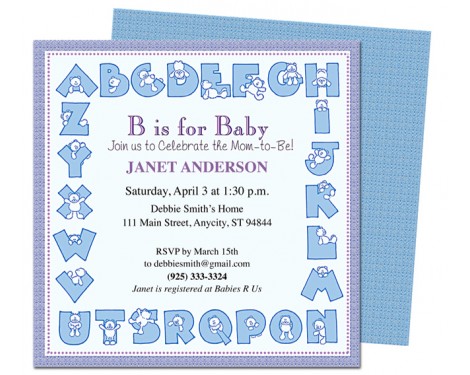 ABCDEFGH
Z
Y
X
W
V
B is for Baby
Join us to Celebrate the Mom-to-Be!
JANET ANDERSON
Saturday, April 3 at 1:30 p.m.
Debbie Smith's Home
111 Main Street, Anycity, ST 94844
RSVP by March 15th
to debbiesmith@gmail.com
(925) 333-3324
Janet is registered at Babies R Us
I
J
K
L
M
UTSRQPON